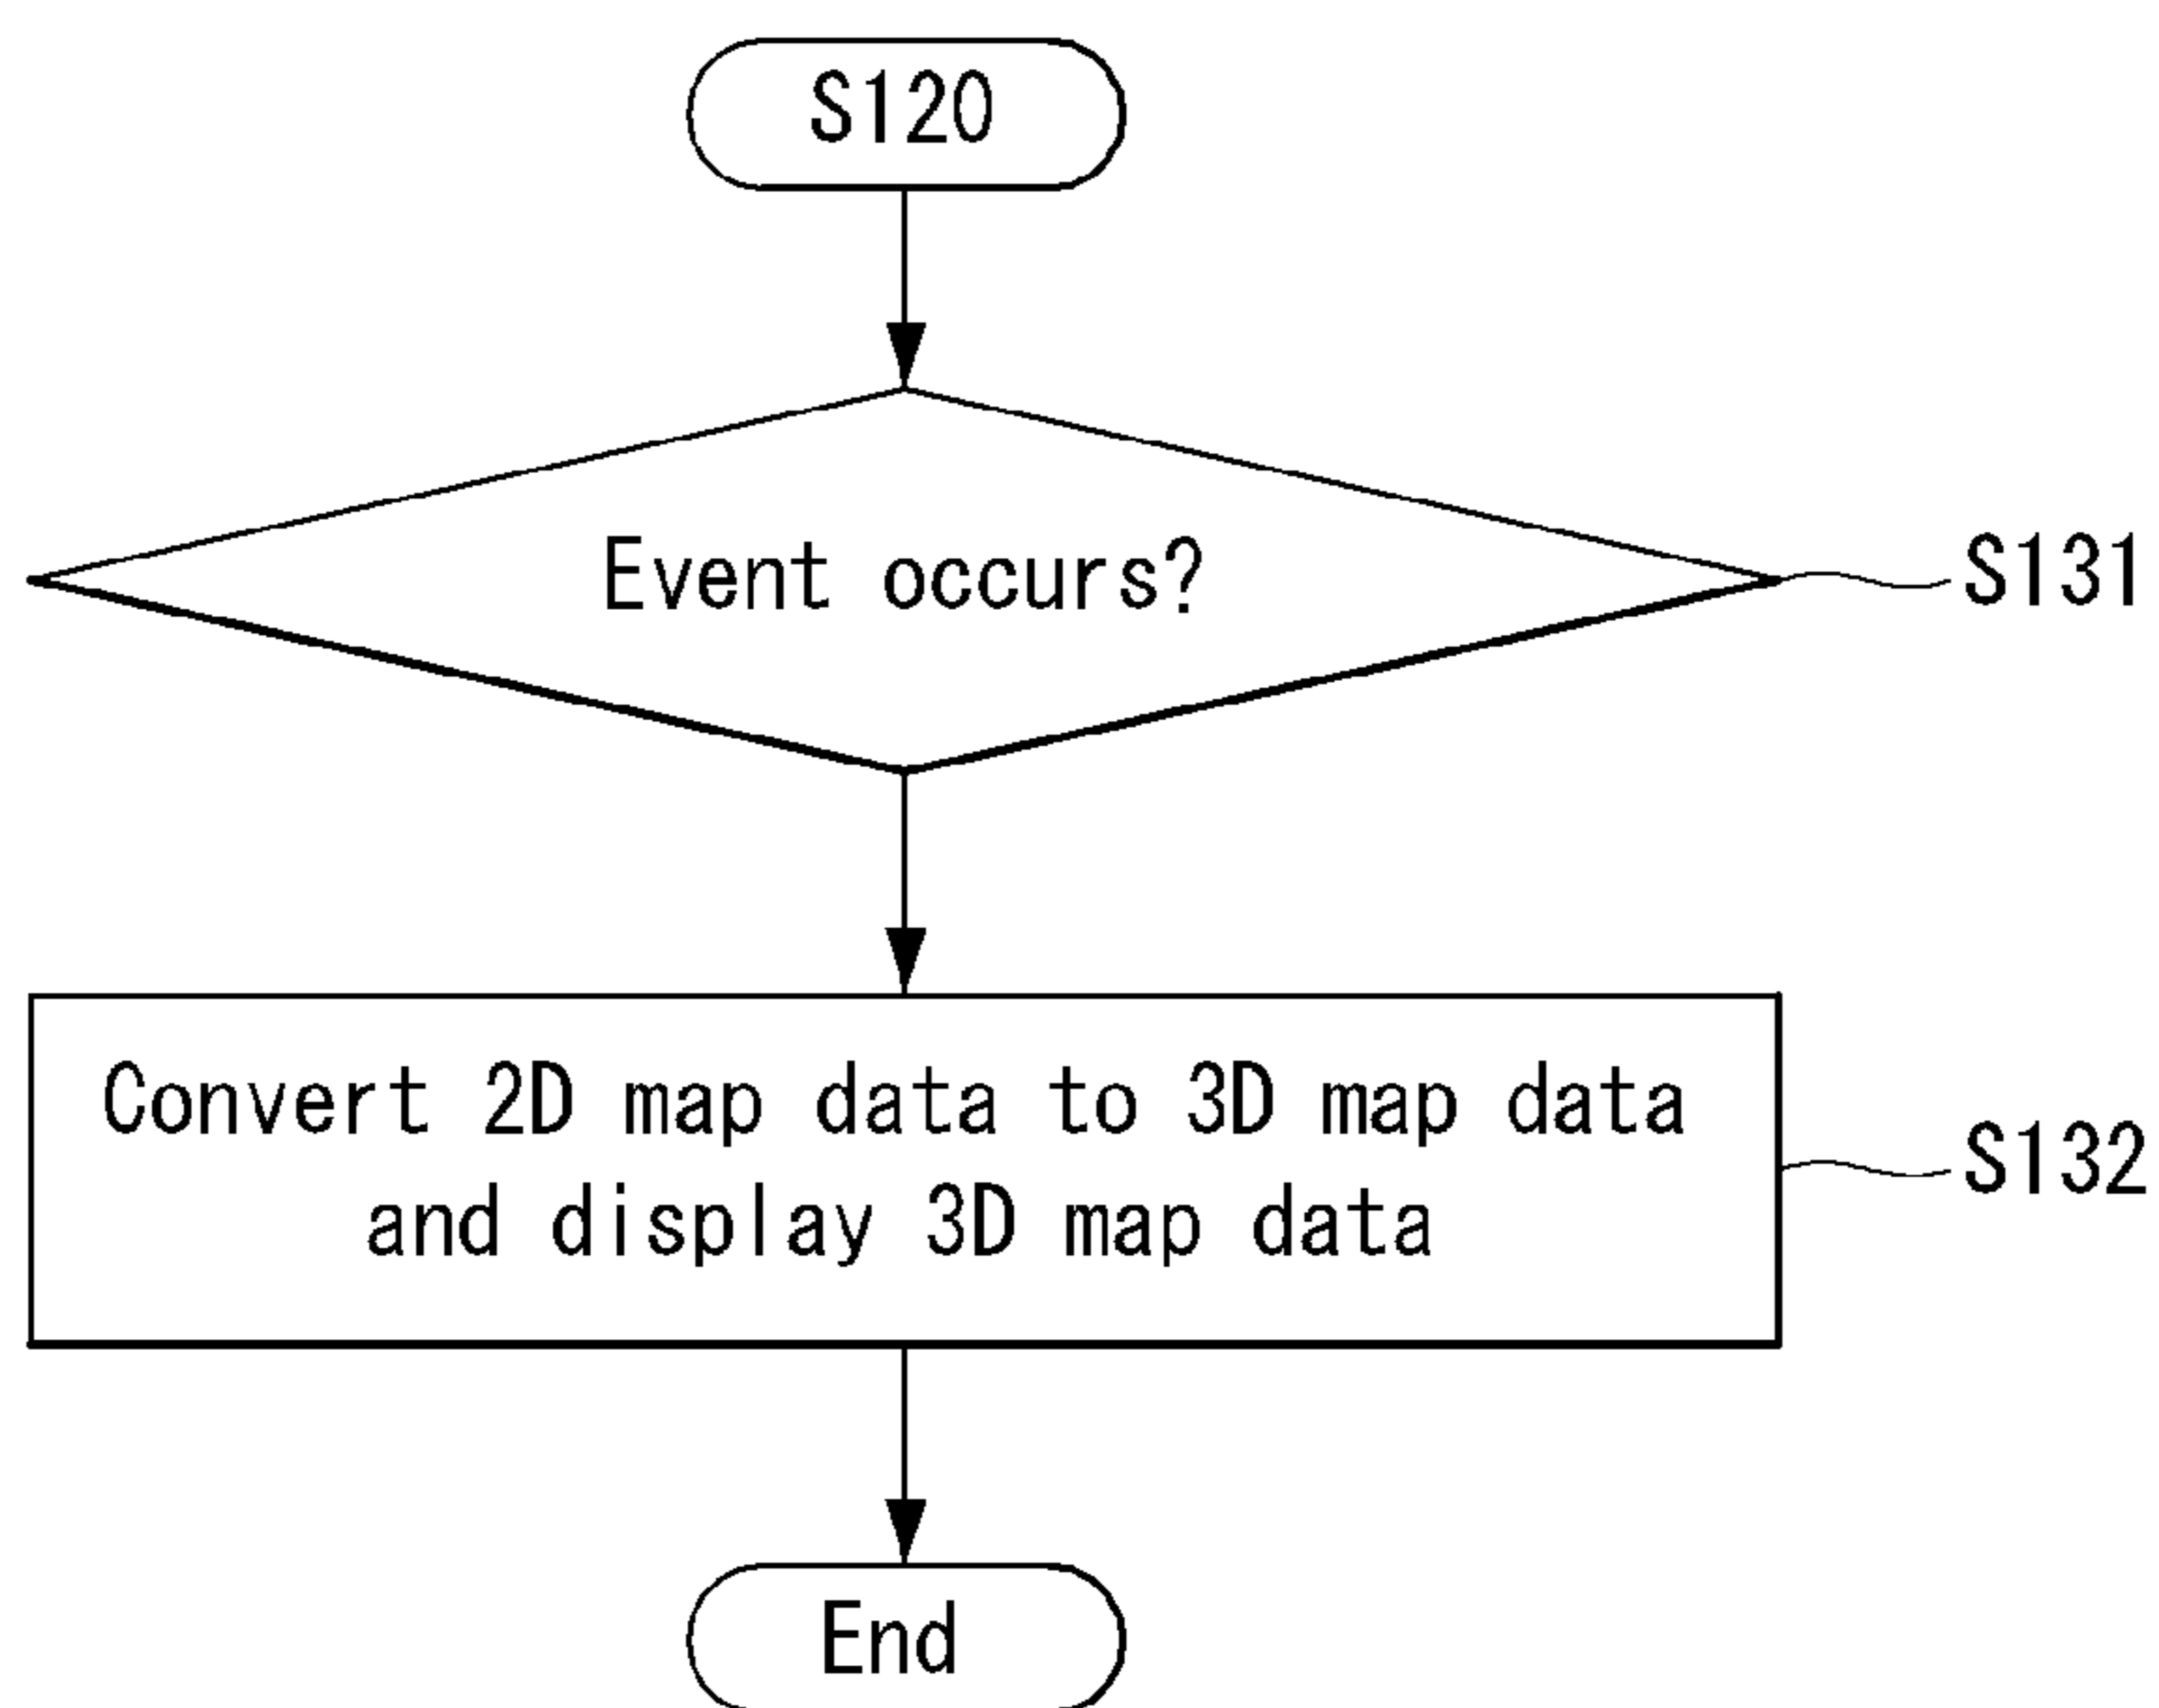 S120
Event occurs?
S131
Convert 2D map data to 3D map data
and display 3D map data
S132
End